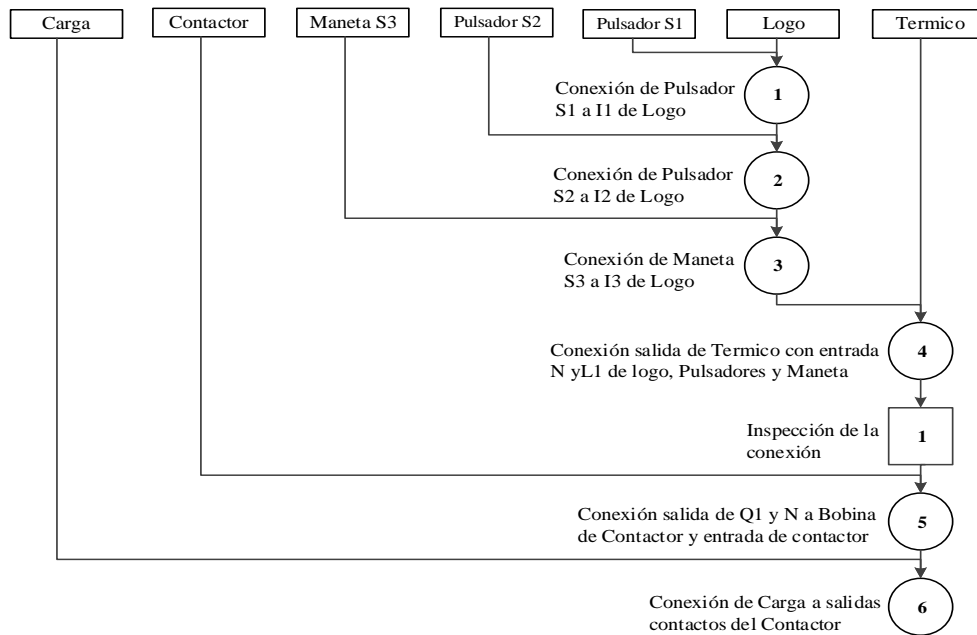 Carga
Contactor
Maneta S3
Pulsador S2
Pulsador S1
Logo
Termico
Conexión de Pulsador
S1 a I1 de Logo
1
Conexión de Pulsador
S2 a I2 de Logo
2
Conexión de Maneta
S3 a I3 de Logo
3
Conexión salida de Termico con entrada
N yL1 de logo, Pulsadores y Maneta
4
Inspección de la
conexión
1
Conexión salida de Q1 y N a Bobina
de Contactor y entrada de contactor
5
Conexión de Carga a salidas
contactos del Contactor
6